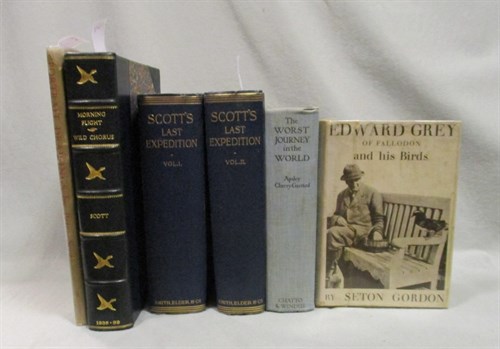 MORNING
FLIGHT
WILD CHORUS
SCOTT
SCOTT'S
LAST
EXPEDITION
VOL.I.
SMITH, ELDER & CO
SCOTT'S
LAST
EXPEDITION
VOL.II.
SMITH, ELDER & CO
The
WORST
JOURNEY
in the
WORLD
Apsley
Cherry-Garrard
CHATTO
& WINDUS
EDWARD GREY
OF FALLODON
and his Birds
BY SETON GORDON